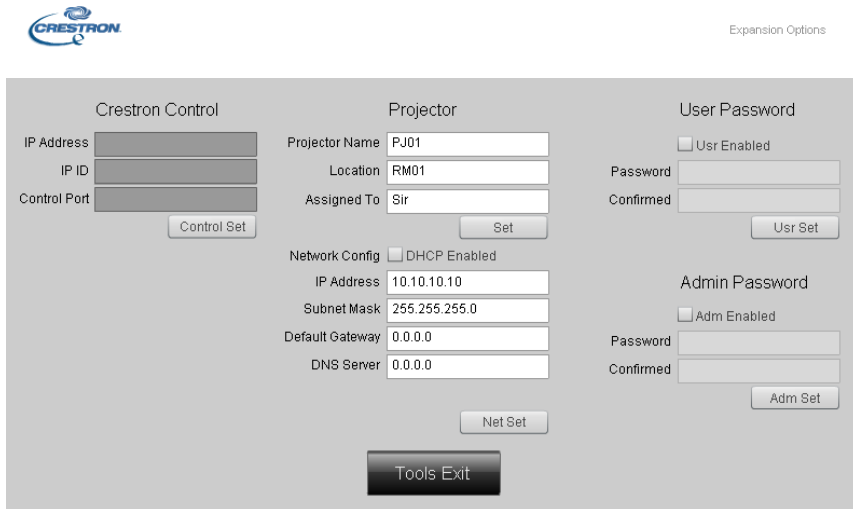 CRESTRON.
Expansion Options
Crestron Control
IP Address
IP ID
Control Port
Control Set
Projector
Projector Name PJ01
Location RM01
Assigned To Sir
Set
Network Config DHCP Enabled
IP Address 10.10.10.10
Subnet Mask 255.255.255.0
Default Gateway 0.0.0.0
DNS Server 0.0.0.0
Net Set
User Password
Usr Enabled
Password
Confirmed
Usr Set
Admin Password
Adm Enabled
Password
Confirmed
Adm Set
Tools Exit